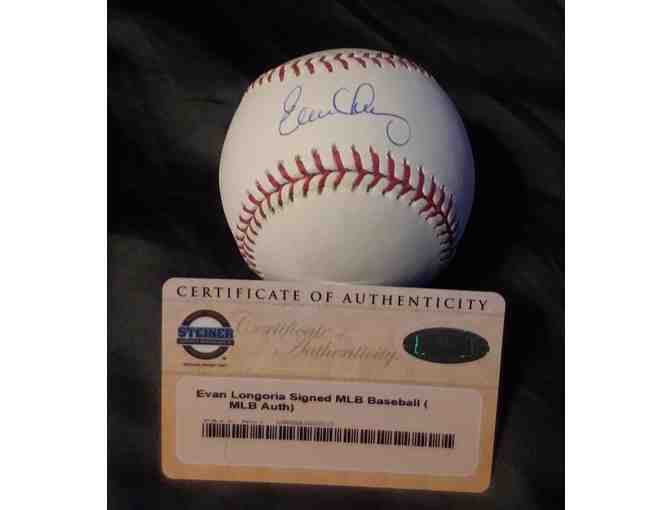 CERTIFICATE OF AUTHENTICITY
STEINER
Certificate of
Authenticity
Evan Longoria Signed MLB Baseball (
MLB Auth)